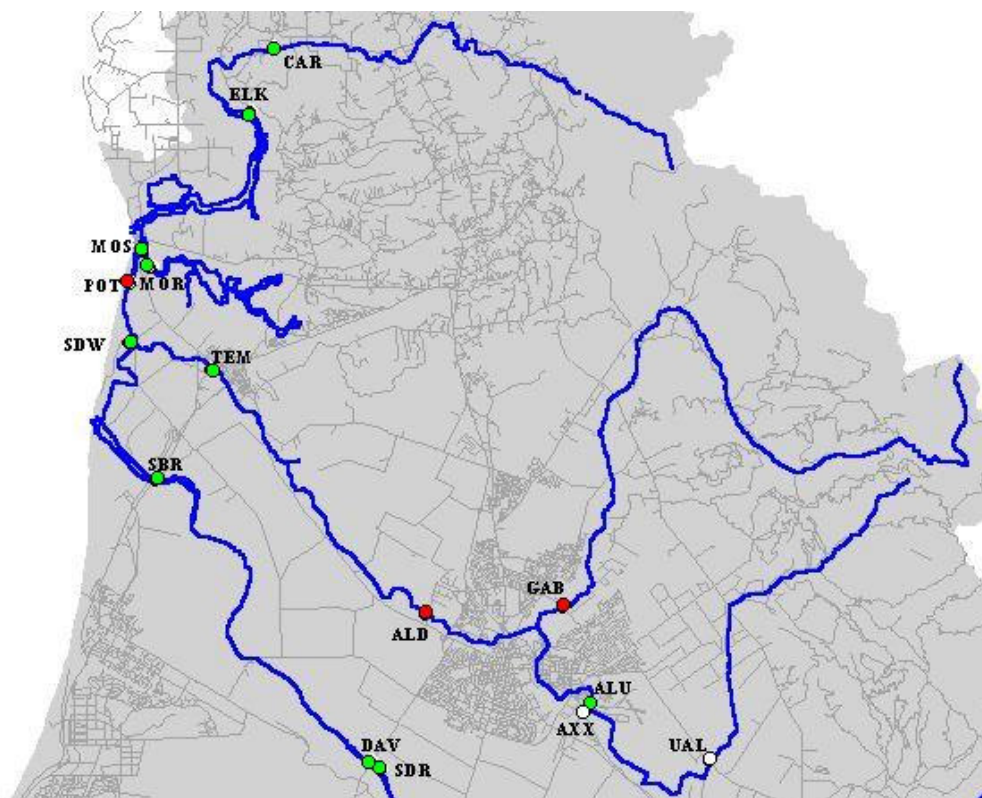 CAR
ELK
MOS
MOR
POT
SDW
TEM
SBR
GAB
ALD
ALU
AXX
UAL
DAV
SDR